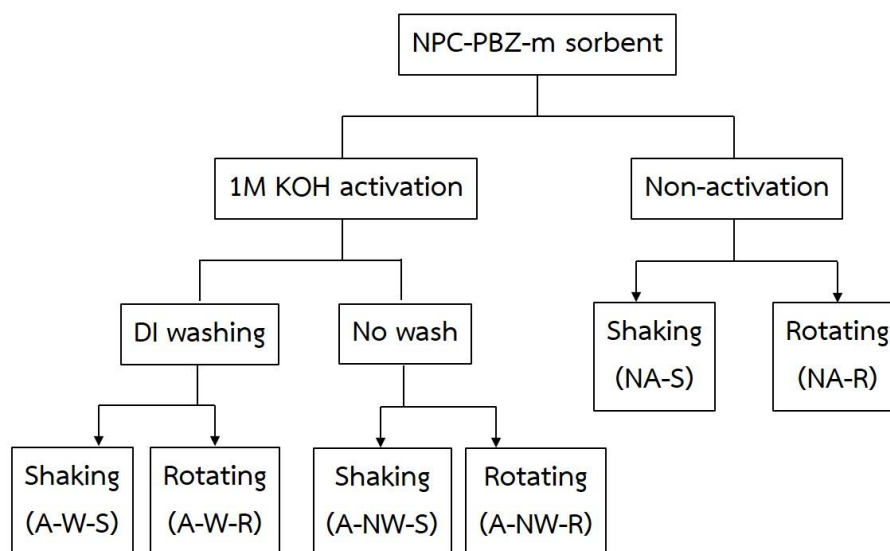 NPC-PBZ-m sorbent
1M KOH activation
Non-activation
DI washing
No wash
Shaking
(NA-S)
Rotating
(NA-R)
Shaking
(A-W-S)
Rotating
(A-W-R)
Shaking
(A-NW-S)
Rotating
(A-NW-R)